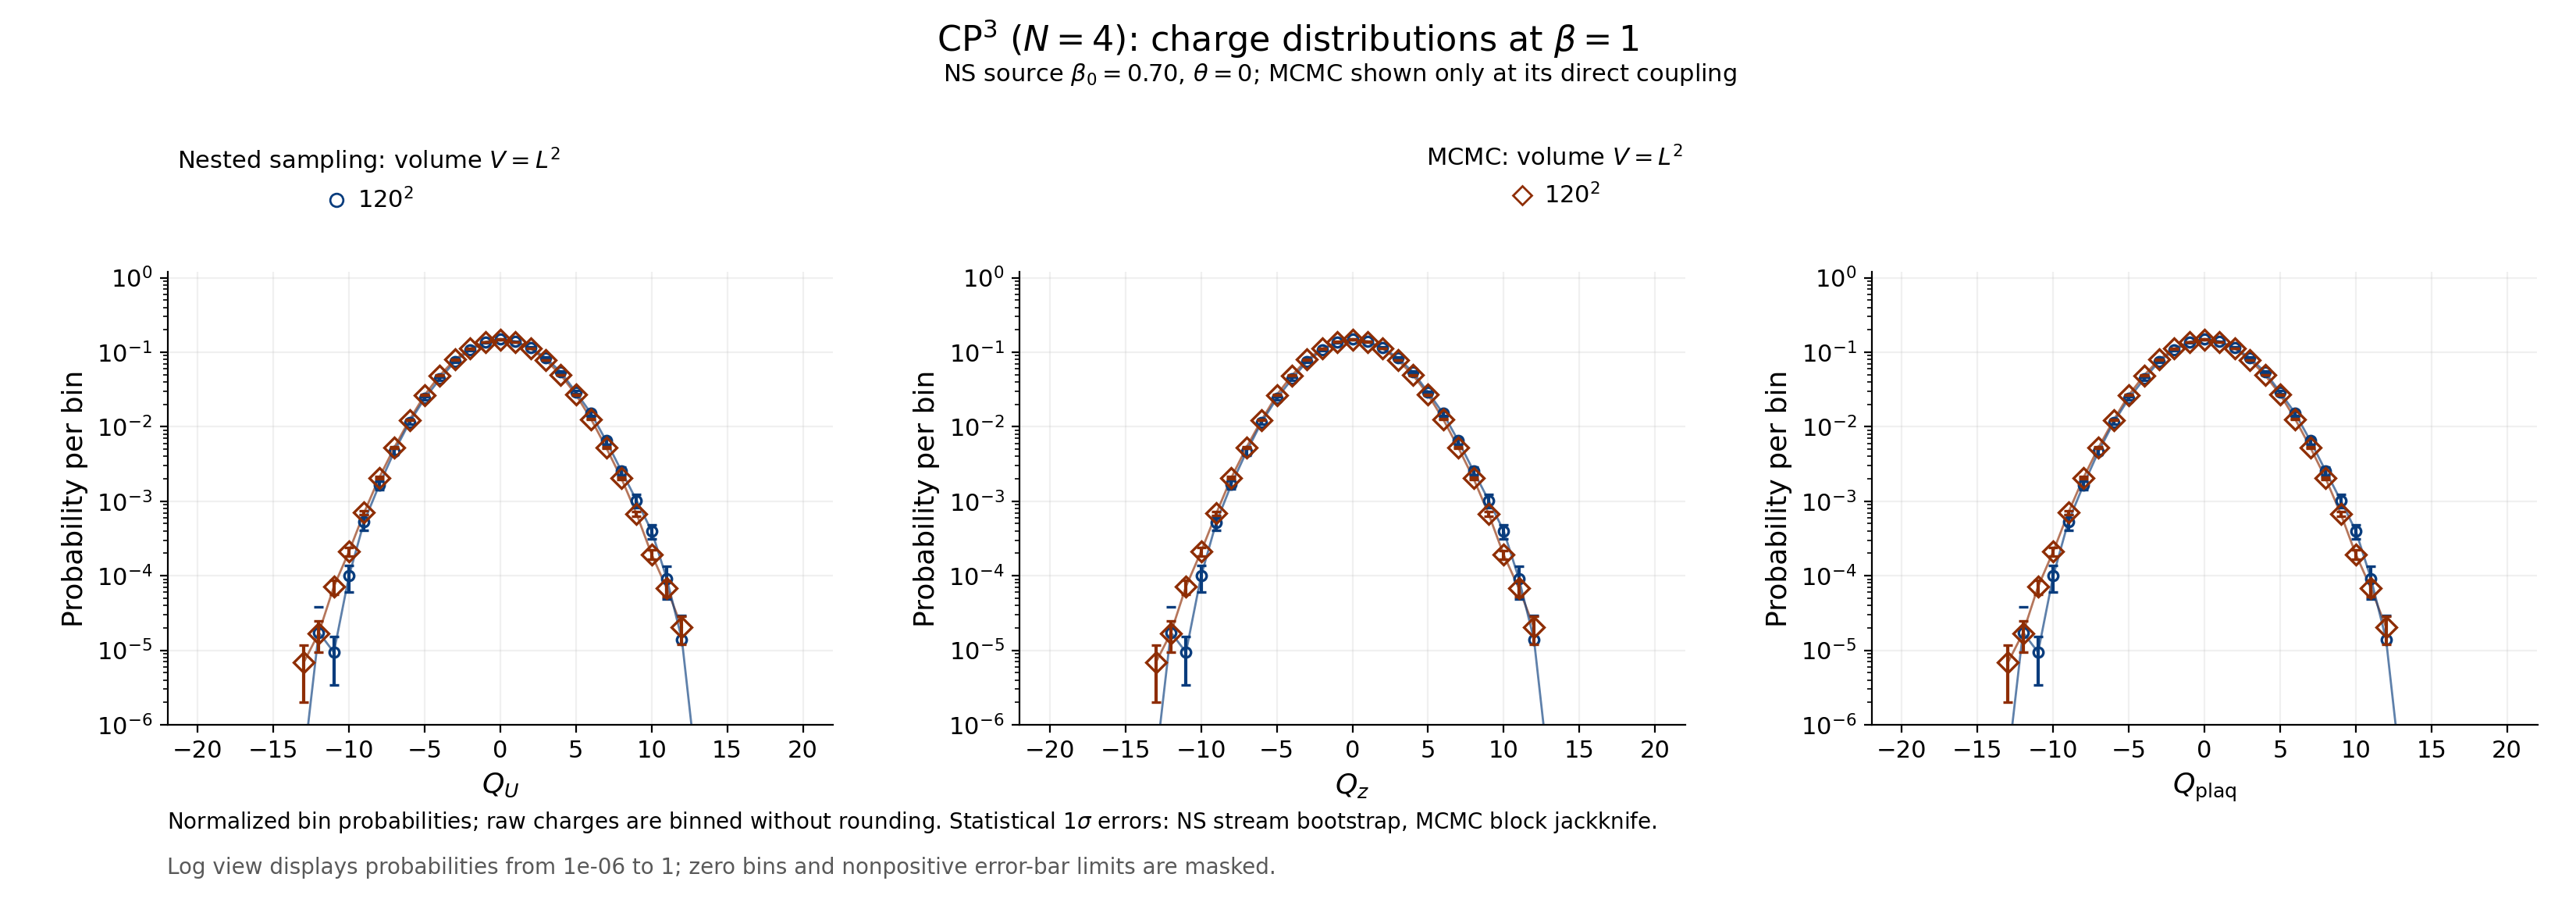 CP³ (N = 4): charge distributions at β = 1
NS source β₀ = 0.70, θ = 0; MCMC shown only at its direct coupling
Nested sampling: volume V = L²
120²
MCMC: volume V = L²
120²
Probability per bin
10⁰
10⁻¹
10⁻²
10⁻³
10⁻⁴
10⁻⁵
10⁻⁶
−20 −15 −10 −5 0 5 10 15 20
Q_U
Probability per bin
10⁰
10⁻¹
10⁻²
10⁻³
10⁻⁴
10⁻⁵
10⁻⁶
−20 −15 −10 −5 0 5 10 15 20
Q_z
Probability per bin
10⁰
10⁻¹
10⁻²
10⁻³
10⁻⁴
10⁻⁵
10⁻⁶
−20 −15 −10 −5 0 5 10 15 20
Q_plaq
Normalized bin probabilities; raw charges are binned without rounding. Statistical 1σ errors: NS stream bootstrap, MCMC block jackknife.
Log view displays probabilities from 1e-06 to 1; zero bins and nonpositive error-bar limits are masked.